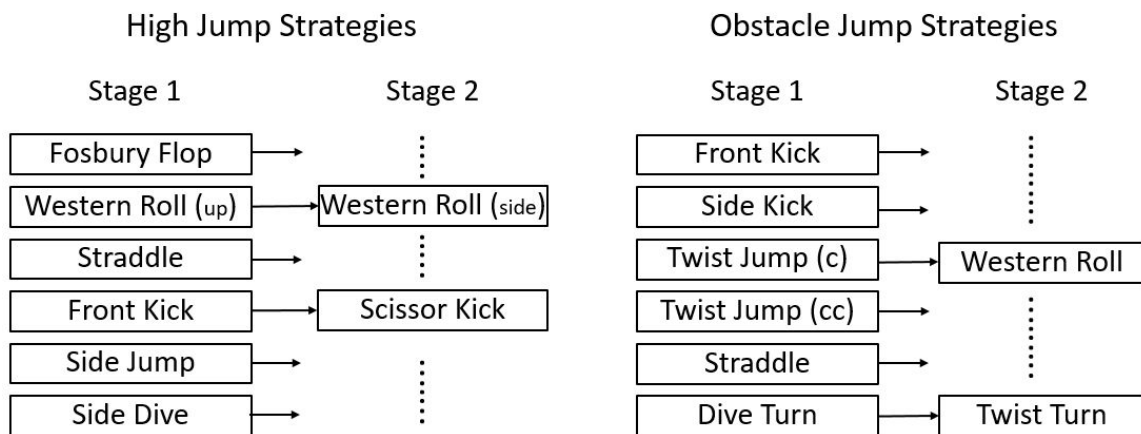 High Jump Strategies
Stage 1
Stage 2
Fosbury Flop
Western Roll (up)
Western Roll (side)
Straddle
Front Kick
Scissor Kick
Side Jump
Side Dive
Obstacle Jump Strategies
Stage 1
Stage 2
Front Kick
Side Kick
Twist Jump (c)
Western Roll
Twist Jump (cc)
Straddle
Dive Turn
Twist Turn